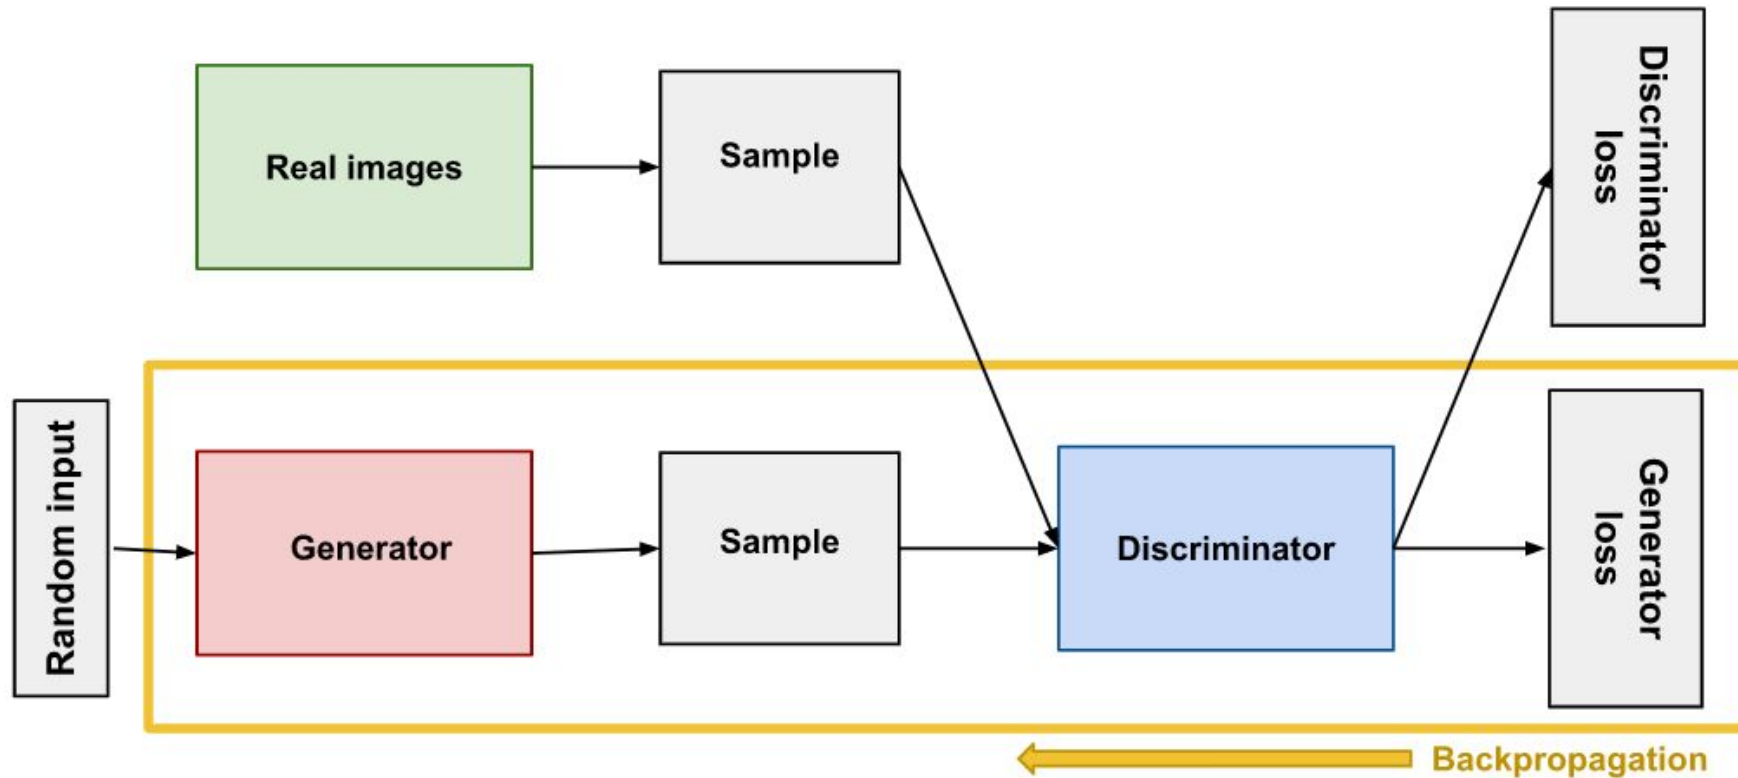 Real images
Sample
Discriminator
loss
Random input
Generator
Sample
Discriminator
Generator
loss
Backpropagation